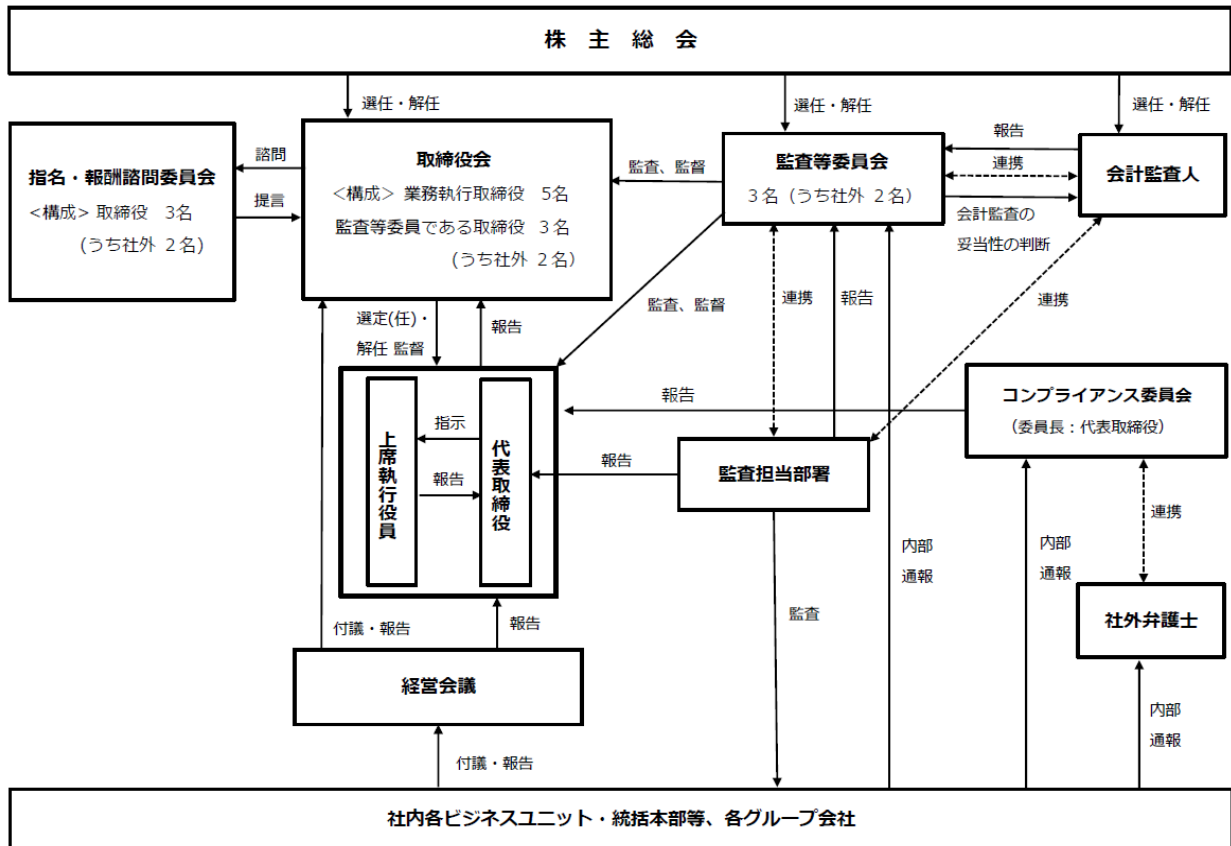 株 主 総 会
選任・解任
選任・解任
選任・解任
指名・報酬諮問委員会
<構成> 取締役 3名
(うち社外 2名)
諮問
提言
取締役会
<構成> 業務執行取締役 5名
監査等委員である取締役 3名
(うち社外 2名)
監査、監督
監査等委員会
3名 (うち社外 2名)
報告
連携
会計監査の
妥当性の判断
会計監査人
選定(任)・
解任 監督
報告
監査、監督
連携
報告
連携
上席執行役員
指示
報告
代表取締役
報告
報告
監査担当部署
コンプライアンス委員会
(委員長:代表取締役)
連携
社外弁護士
内部
通報
内部
通報
内部
通報
監査
付議・報告
報告
経営会議
付議・報告
社内各ビジネスユニット・統括本部等、各グループ会社